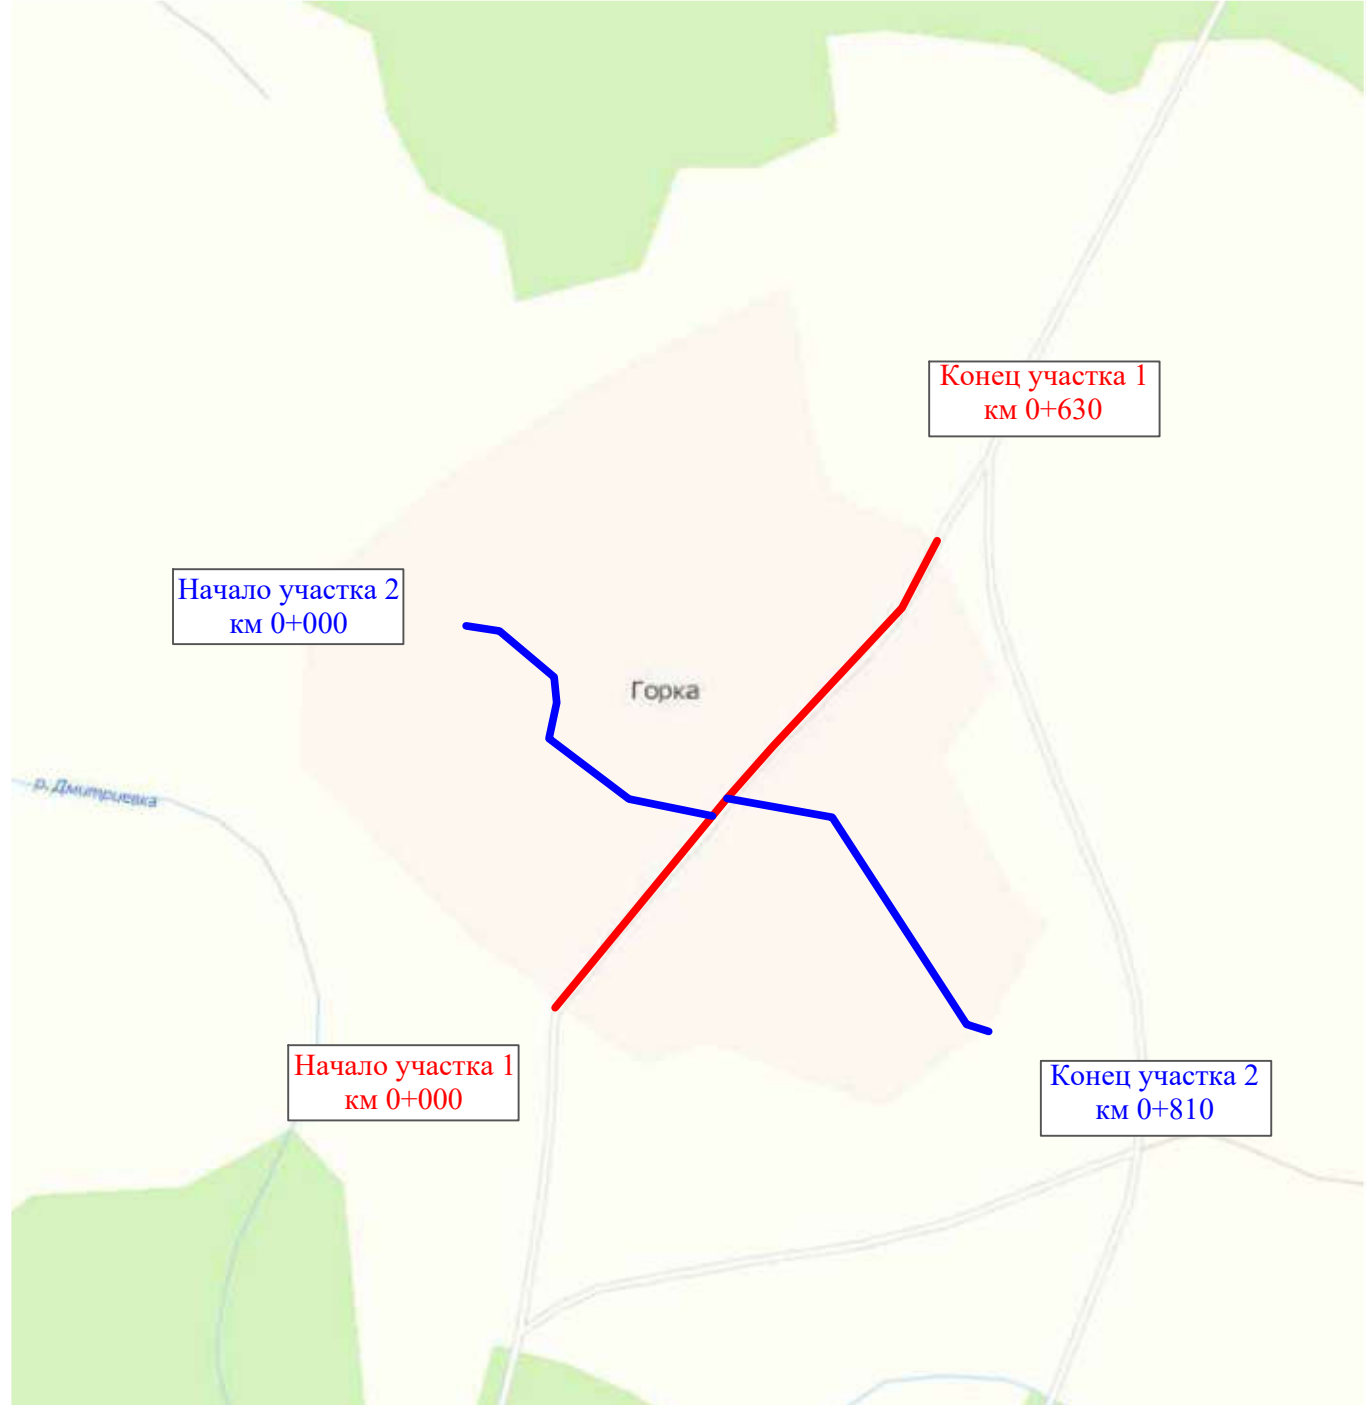 Конец участка 1
км 0+630
Начало участка 2
км 0+000
Горка
р. Дмитриевка
Начало участка 1
км 0+000
Конец участка 2
км 0+810